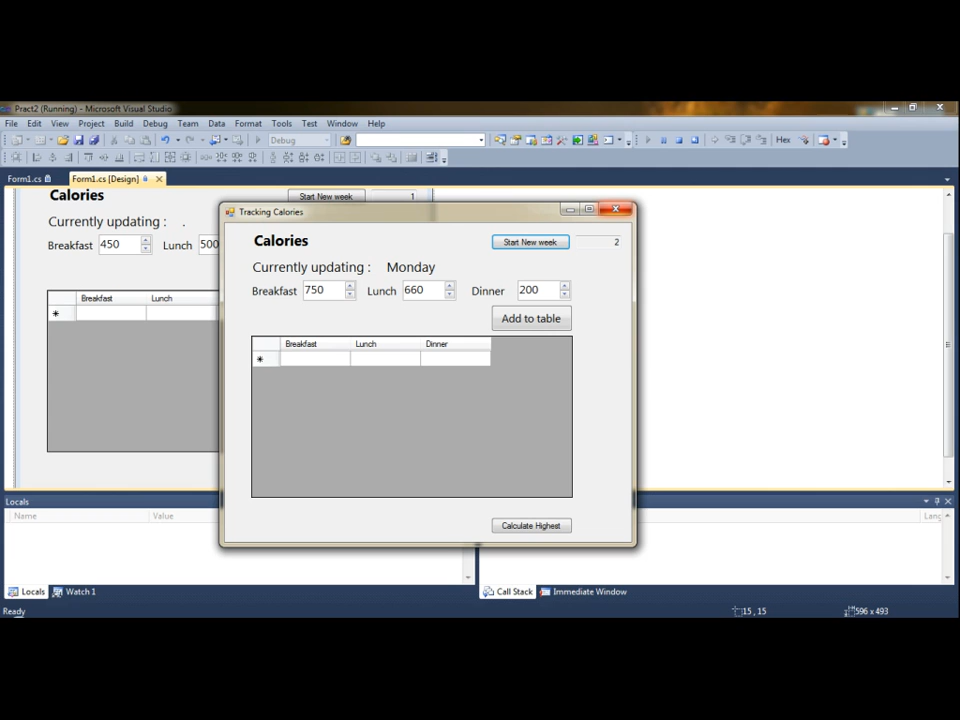 Pract2 (Running) - Microsoft Visual Studio
File Edit View Project Build Debug Team Data Format Tools Test Window Help
Debug Hex
Form1.cs Form1.cs [Design]
Calories Start New week 1
Currently updating : .
Breakfast 450 Lunch 500
Breakfast Lunch
Tracking Calories
Calories Start New week 2
Currently updating : Monday
Breakfast 750 Lunch 660 Dinner 200
Add to table
Breakfast Lunch Dinner
Calculate Highest
Locals
Name Value Lang
Locals Watch 1 Call Stack Immediate Window
Ready 15 , 15 596 x 493